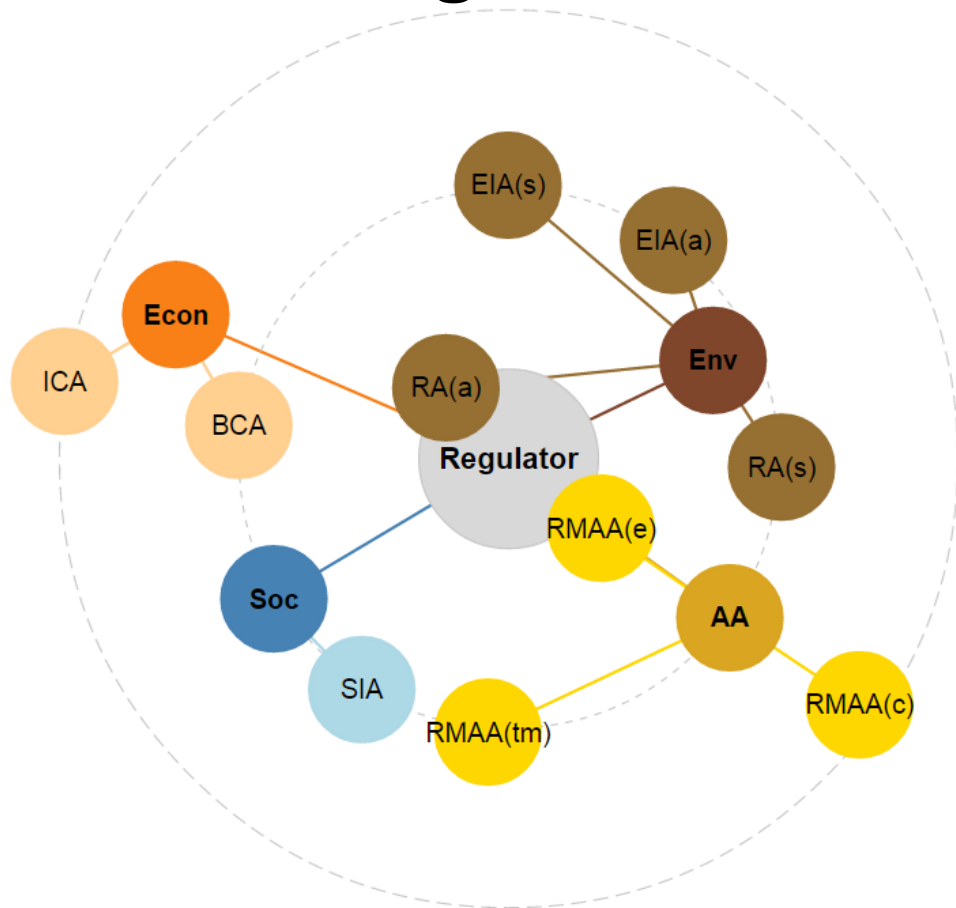 EIA(s)
EIA(a)
Econ
Env
ICA
RA(a)
BCA
Regulator
RA(s)
RMAA(e)
Soc
AA
SIA
RMAA(c)
RMAA(tm)